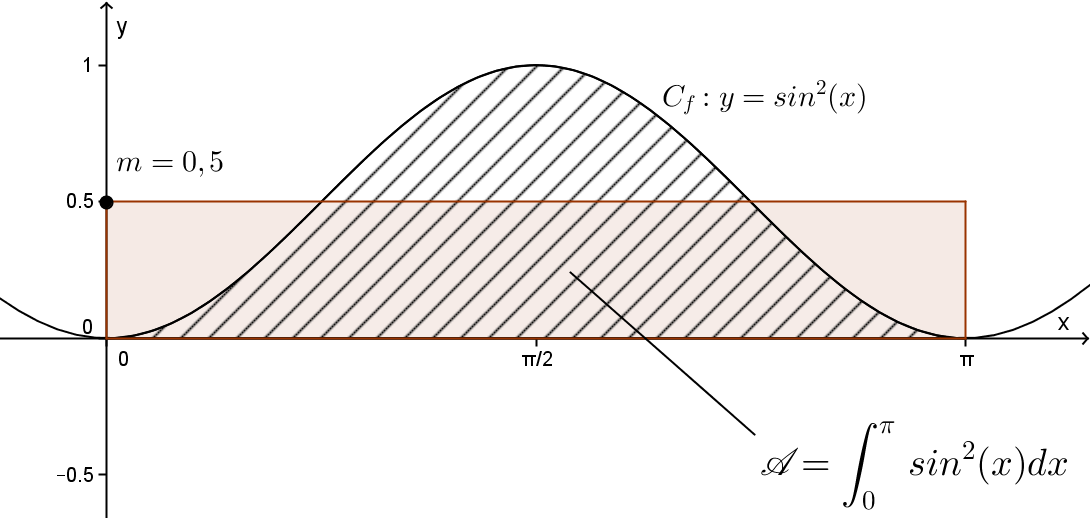 y
1
C_f : y = sin²(x)
m = 0,5
0.5
0
x
0 π/2 π
𝒜 = ∫₀^π sin²(x)dx
−0.5